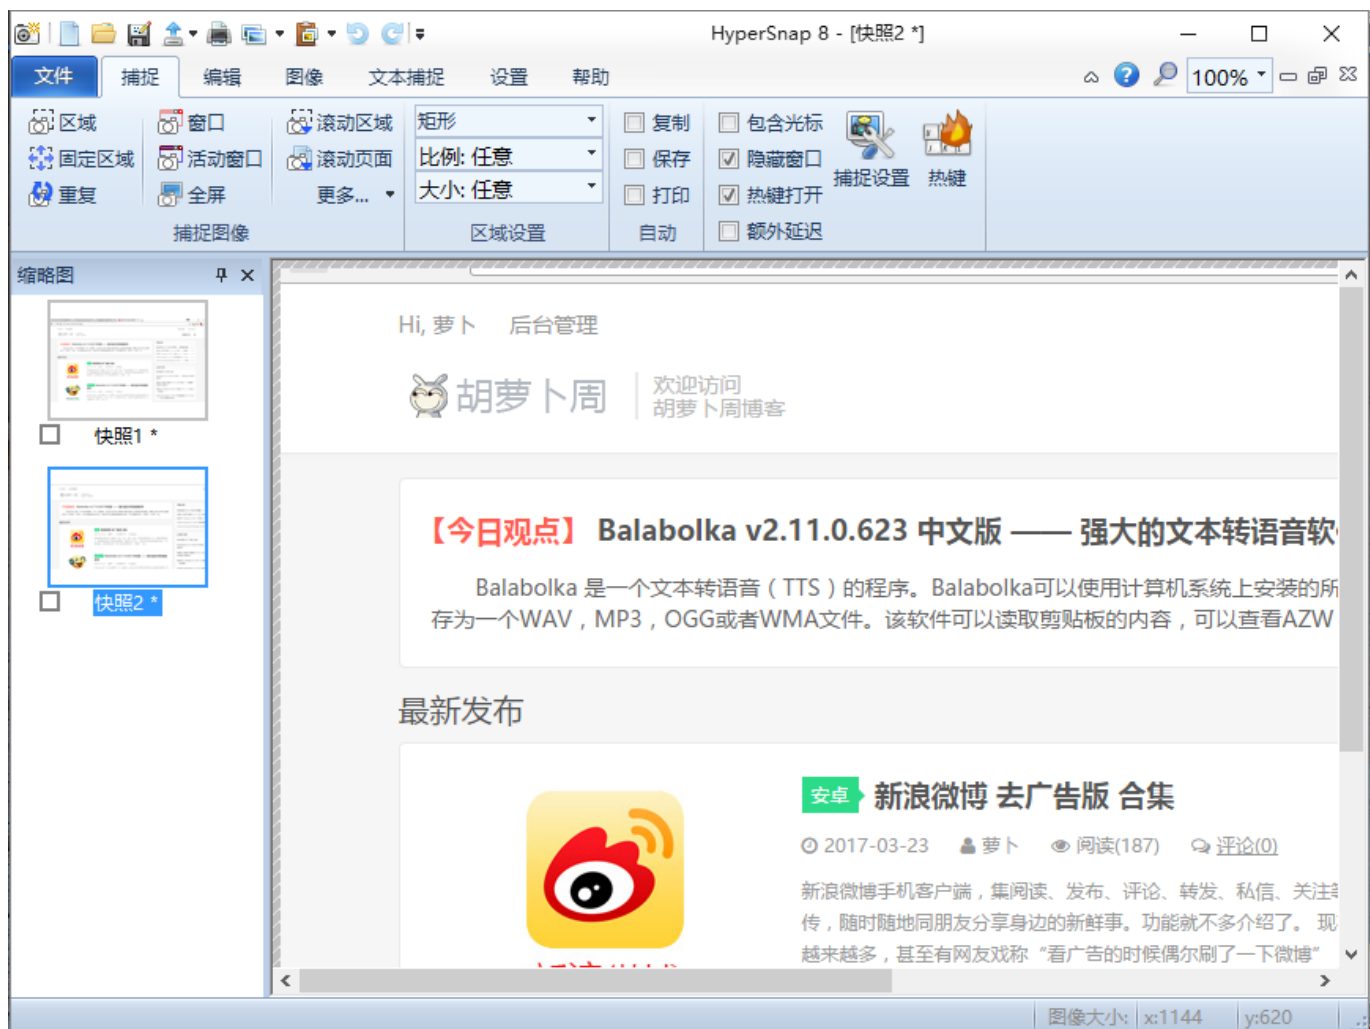 HyperSnap 8 - [快照2 *]
文件 捕捉 编辑 图像 文本捕捉 设置 帮助 100%
区域 窗口 滚动区域 矩形 复制 包含光标
固定区域 活动窗口 滚动页面 比例: 任意 保存 隐藏窗口 捕捉设置 热键
重复 全屏 更多... 大小: 任意 打印 热键打开
捕捉图像 区域设置 自动 额外延迟
缩略图
快照1 *
快照2 *
Hi, 萝卜 后台管理
胡萝卜周
欢迎访问
胡萝卜周博客
【今日观点】 Balabolka v2.11.0.623 中文版 —— 强大的文本转语音软
Balabolka 是一个文本转语音（TTS）的程序。Balabolka可以使用计算机系统上安装的所
存为一个WAV，MP3，OGG或者WMA文件。该软件可以读取剪贴板的内容，可以查看AZW
最新发布
安卓 新浪微博 去广告版 合集
2017-03-23 萝卜 阅读(187) 评论(0)
新浪微博手机客户端，集阅读、发布、评论、转发、私信、关注
传，随时随地同朋友分享身边的新鲜事。功能就不多介绍了。 现
越来越多，甚至有网友戏称“看广告的时候偶尔刷了一下微博”
图像大小: x:1144 y:620